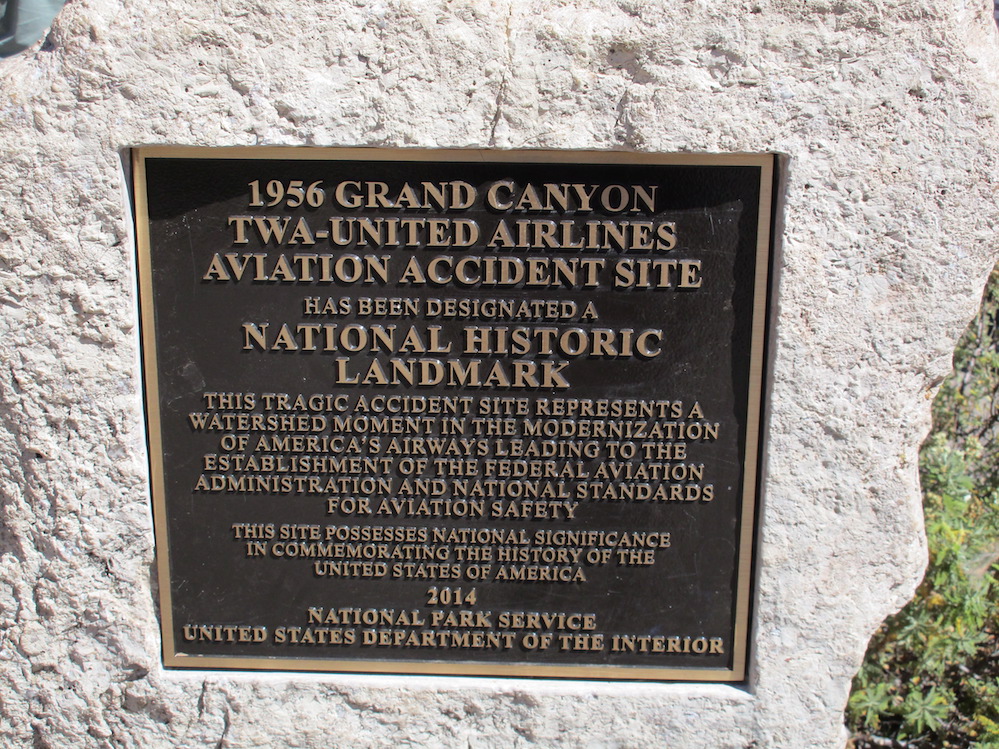 1956 GRAND CANYON
TWA-UNITED AIRLINES
AVIATION ACCIDENT SITE
HAS BEEN DESIGNATED A
NATIONAL HISTORIC
LANDMARK
THIS TRAGIC ACCIDENT SITE REPRESENTS A
WATERSHED MOMENT IN THE MODERNIZATION
OF AMERICA'S AIRWAYS LEADING TO THE
ESTABLISHMENT OF THE FEDERAL AVIATION
ADMINISTRATION AND NATIONAL STANDARDS
FOR AVIATION SAFETY
THIS SITE POSSESSES NATIONAL SIGNIFICANCE
IN COMMEMORATING THE HISTORY OF THE
UNITED STATES OF AMERICA
2014
NATIONAL PARK SERVICE
UNITED STATES DEPARTMENT OF THE INTERIOR